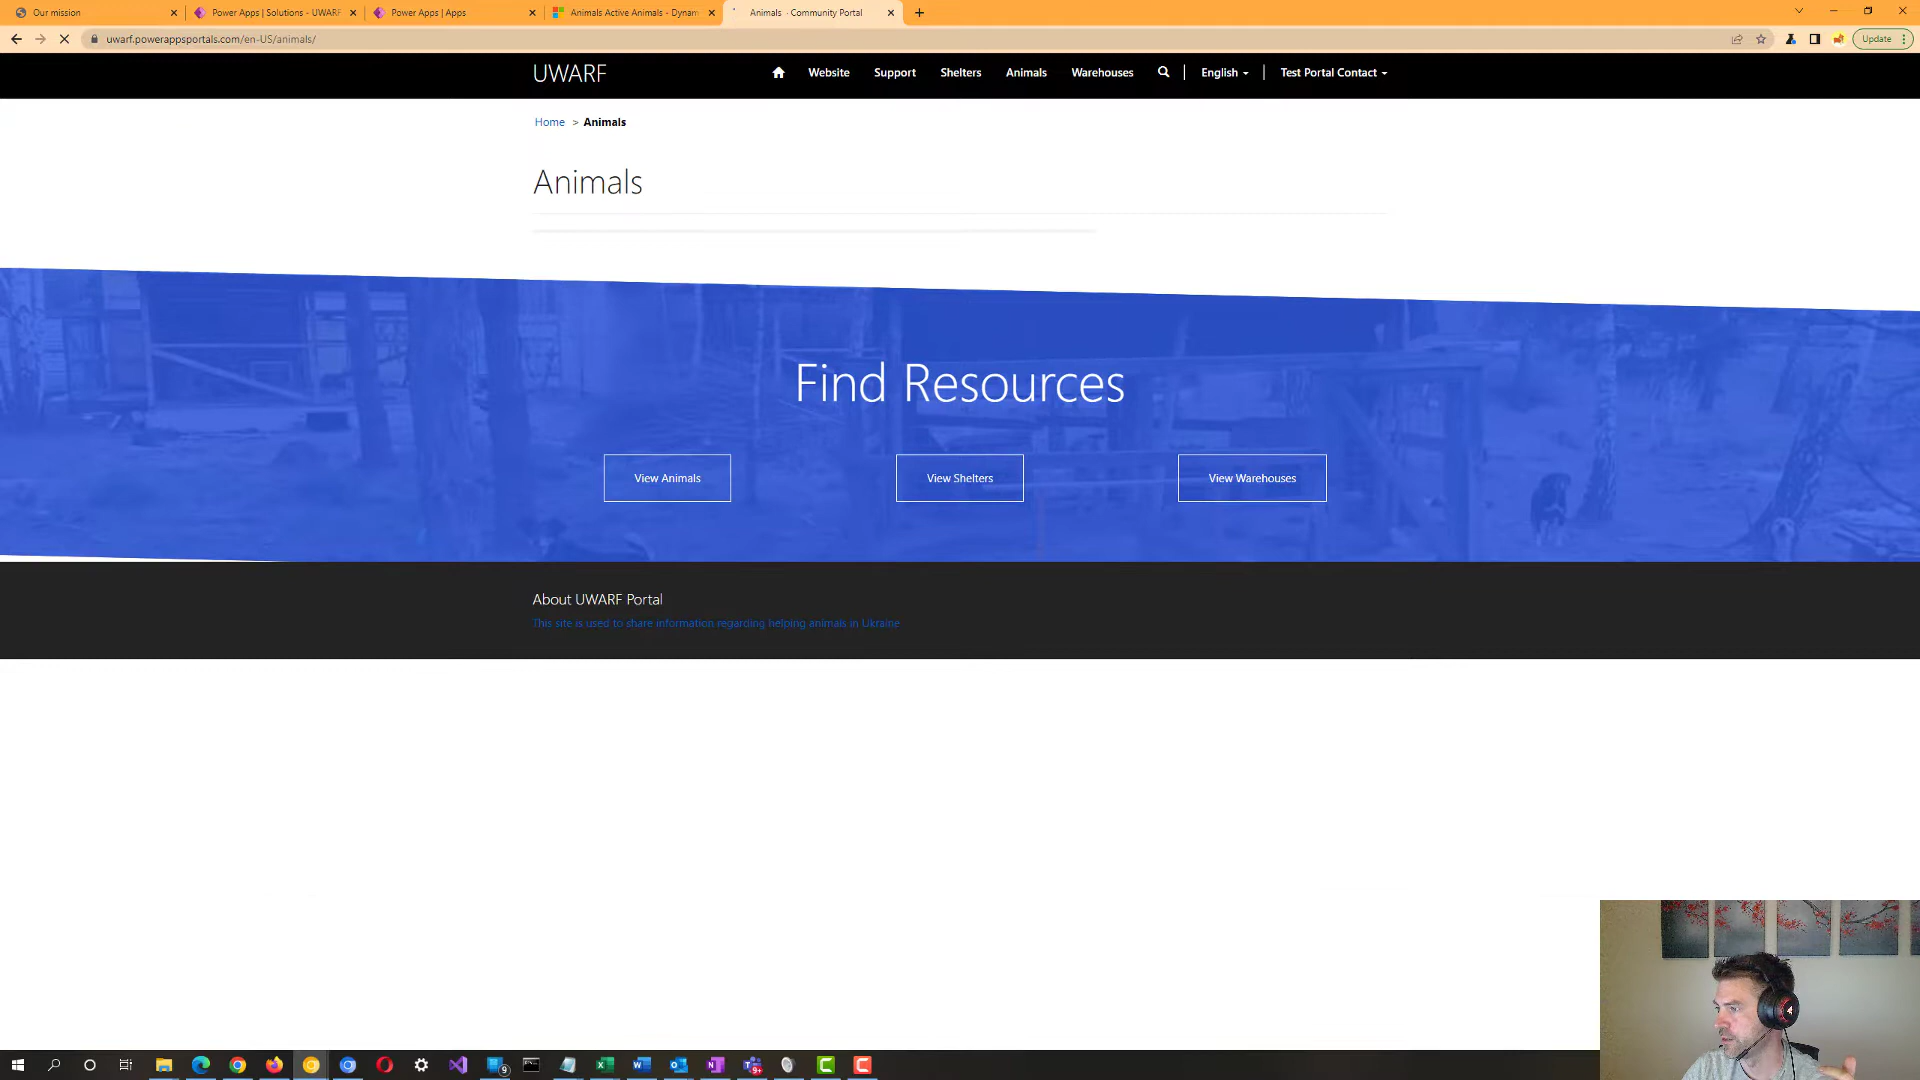 Our mission
Power Apps | Solutions - UWARF
Power Apps | Apps
Animals Active Animals - Dynam
Animals · Community Portal
uwarf.powerappsportals.com/en-US/animals/
Update
UWARF
Website
Support
Shelters
Animals
Warehouses
English
Test Portal Contact
Home > Animals
Animals
Find Resources
View Animals
View Shelters
View Warehouses
About UWARF Portal
This site is used to share information regarding helping animals in Ukraine
9
9+